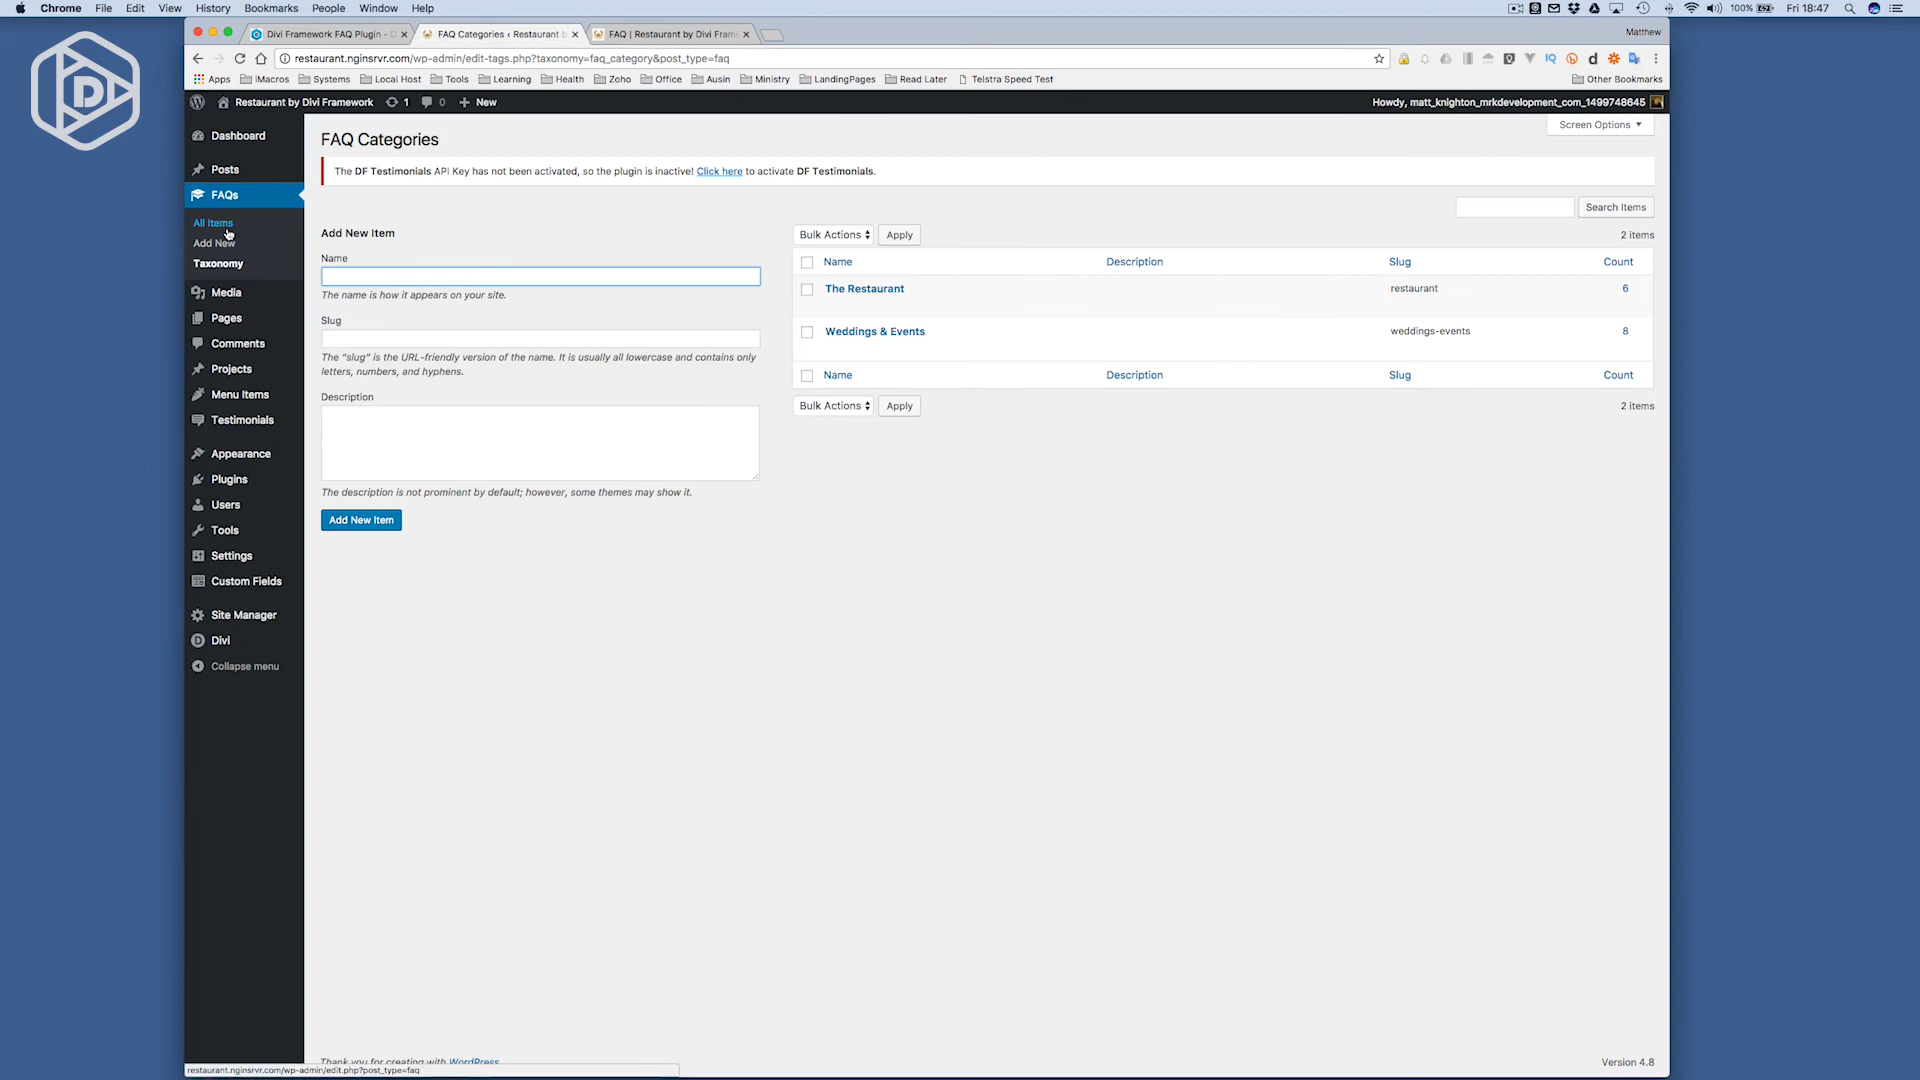 Chrome File Edit View History Bookmarks People Window Help 100% Fri 18:47
Divi Framework FAQ Plugin - D FAQ Categories ‹ Restaurant b FAQ | Restaurant by Divi Fram Matthew
restaurant.nginsrvr.com/wp-admin/edit-tags.php?taxonomy=faq_category&post_type=faq
Apps iMacros Systems Local Host Tools Learning Health Zoho Office Ausin Ministry LandingPages Read Later Telstra Speed Test Other Bookmarks
Restaurant by Divi Framework 1 0 New Howdy, matt_knighton_mrkdevelopment_com_1499748645
Screen Options
Dashboard
Posts
FAQs
All Items
Add New
Taxonomy
Media
Pages
Comments
Projects
Menu Items
Testimonials
Appearance
Plugins
Users
Tools
Settings
Custom Fields
Site Manager
Divi
Collapse menu
FAQ Categories
The DF Testimonials API Key has not been activated, so the plugin is inactive! Click here to activate DF Testimonials.
Search Items
Add New Item
Name
The name is how it appears on your site.
Slug
The “slug” is the URL-friendly version of the name. It is usually all lowercase and contains only
letters, numbers, and hyphens.
Description
The description is not prominent by default; however, some themes may show it.
Add New Item
Bulk Actions Apply 2 items
Name Description Slug Count
The Restaurant restaurant 6
Weddings & Events weddings-events 8
Name Description Slug Count
Bulk Actions Apply 2 items
Thank you for creating with WordPress
Version 4.8
restaurant.nginsrvr.com/wp-admin/edit.php?post_type=faq